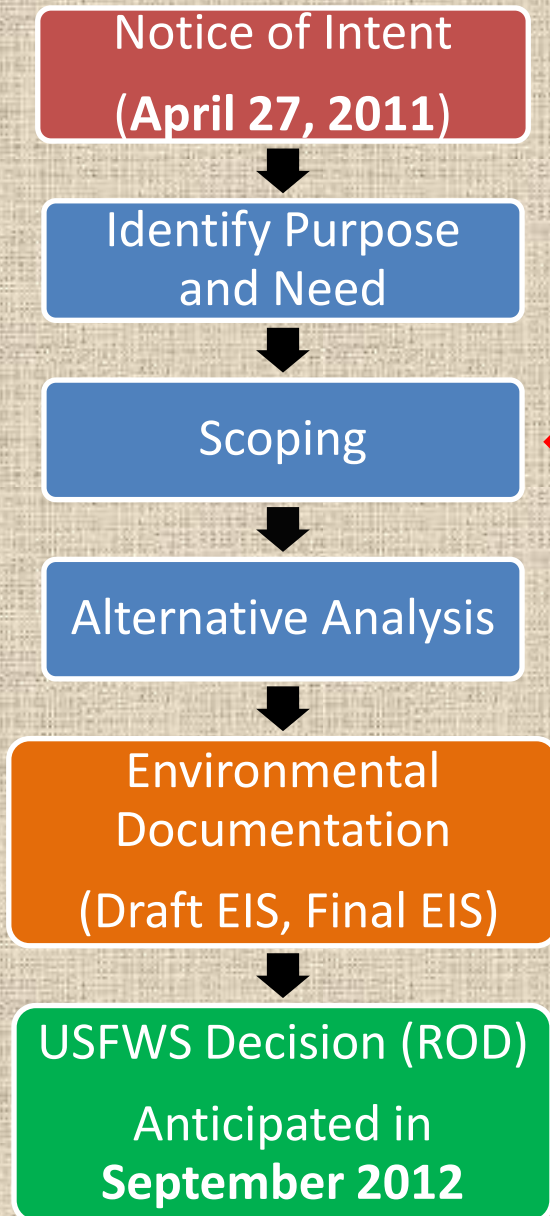 Notice of Intent
(April 27, 2011)
Identify Purpose
and Need
Scoping
Alternative Analysis
Environmental
Documentation
(Draft EIS, Final EIS)
USFWS Decision (ROD)
Anticipated in
September 2012